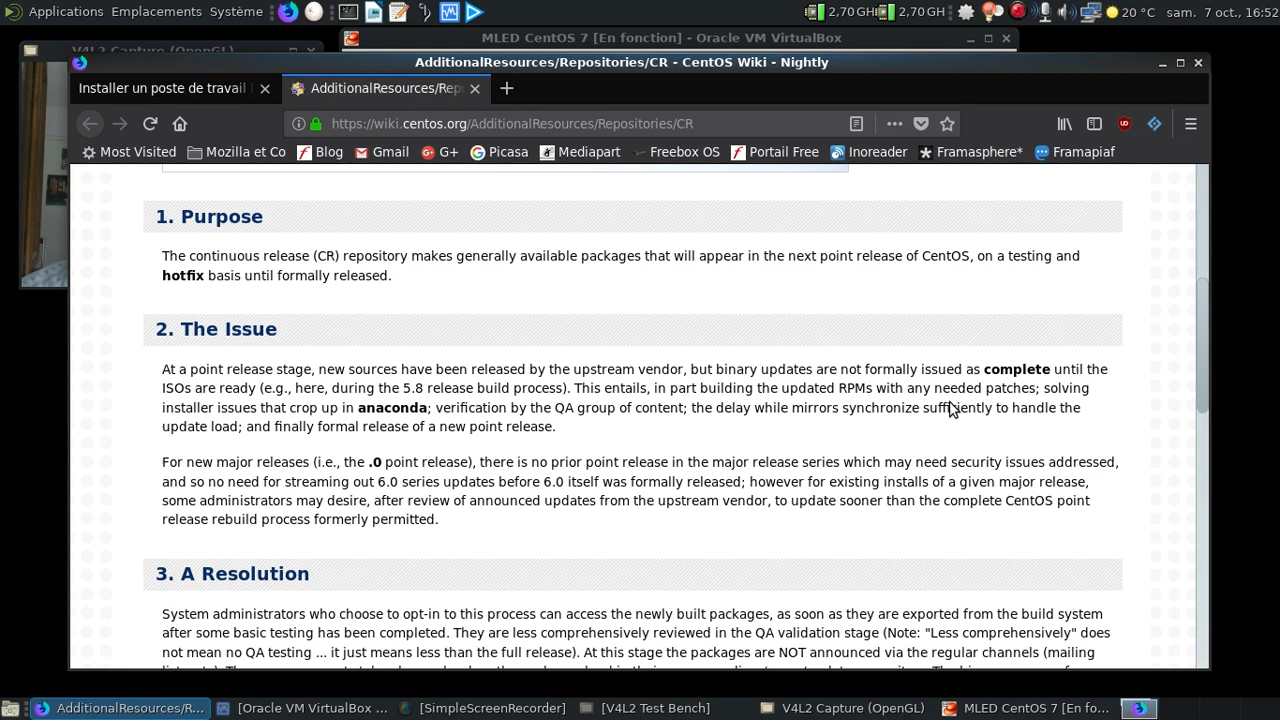 Applications Emplacements Système 2,70 GH 2,70 GH 20 °C sam. 7 oct., 16:52
V4L2 Capture (OpenGL)
MLED CentOS 7 [En fonction] - Oracle VM VirtualBox
AdditionalResources/Repositories/CR - CentOS Wiki - Nightly
Installer un poste de travail
AdditionalResources/Rep
https://wiki.centos.org/AdditionalResources/Repositories/CR
Most Visited Mozilla et Co Blog Gmail G+ Picasa Mediapart Freebox OS Portail Free Inoreader Framasphere* Framapiaf
1. Purpose
The continuous release (CR) repository makes generally available packages that will appear in the next point release of CentOS, on a testing and
hotfix basis until formally released.
2. The Issue
At a point release stage, new sources have been released by the upstream vendor, but binary updates are not formally issued as complete until the
ISOs are ready (e.g., here, during the 5.8 release build process). This entails, in part building the updated RPMs with any needed patches; solving
installer issues that crop up in anaconda; verification by the QA group of content; the delay while mirrors synchronize sufficiently to handle the
update load; and finally formal release of a new point release.
For new major releases (i.e., the .0 point release), there is no prior point release in the major release series which may need security issues addressed,
and so no need for streaming out 6.0 series updates before 6.0 itself was formally released; however for existing installs of a given major release,
some administrators may desire, after review of announced updates from the upstream vendor, to update sooner than the complete CentOS point
release rebuild process formerly permitted.
3. A Resolution
System administrators who choose to opt-in to this process can access the newly built packages, as soon as they are exported from the build system
after some basic testing has been completed. They are less comprehensively reviewed in the QA validation stage (Note: "Less comprehensively" does
not mean no QA testing ... it just means less than the full release). At this stage the packages are NOT announced via the regular channels (mailing
AdditionalResources/R... [Oracle VM VirtualBox ... [SimpleScreenRecorder] [V4L2 Test Bench] V4L2 Capture (OpenGL) MLED CentOS 7 [En fo...